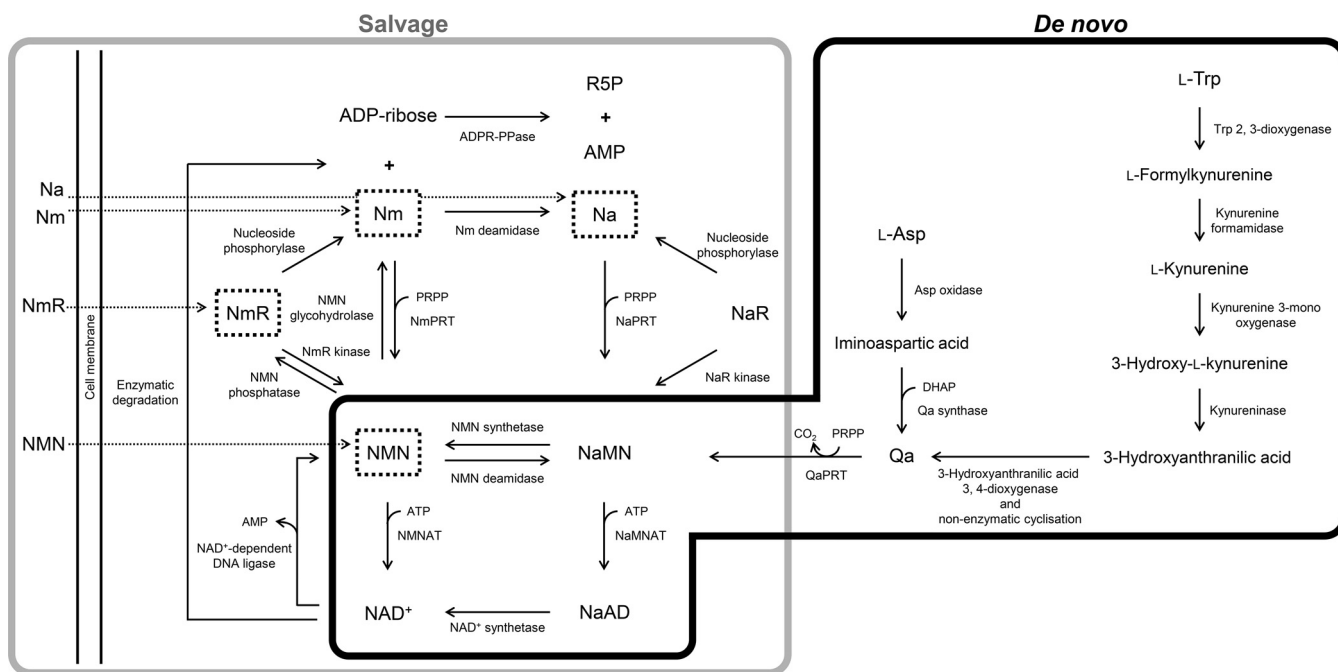 Salvage
De novo
R5P
+
AMP
ADP-ribose
ADPR-PPase
+
Na
Nm
Nm
Nm deamidase
Na
Nucleoside
phosphorylase
Nucleoside
phosphorylase
NmR
NmR
NMN
glycohydrolase
PRPP
NmPRT
PRPP
NaPRT
NaR
NmR kinase
NMN
phosphatase
NaR kinase
Cell membrane
Enzymatic
degradation
NMN
NMN
NMN synthetase
NMN deamidase
NaMN
AMP
NAD⁺-dependent
DNA ligase
ATP
NMNAT
ATP
NaMNAT
NAD⁺
NAD⁺ synthetase
NaAD
CO₂
PRPP
QaPRT
L-Asp
Asp oxidase
Iminoaspartic acid
DHAP
Qa synthase
Qa
L-Trp
Trp 2, 3-dioxygenase
L-Formylkynurenine
Kynurenine
formamidase
L-Kynurenine
Kynurenine 3-mono
oxygenase
3-Hydroxy-L-kynurenine
Kynureninase
3-Hydroxyanthranilic acid
3-Hydroxyanthranilic acid
3, 4-dioxygenase
and
non-enzymatic cyclisation